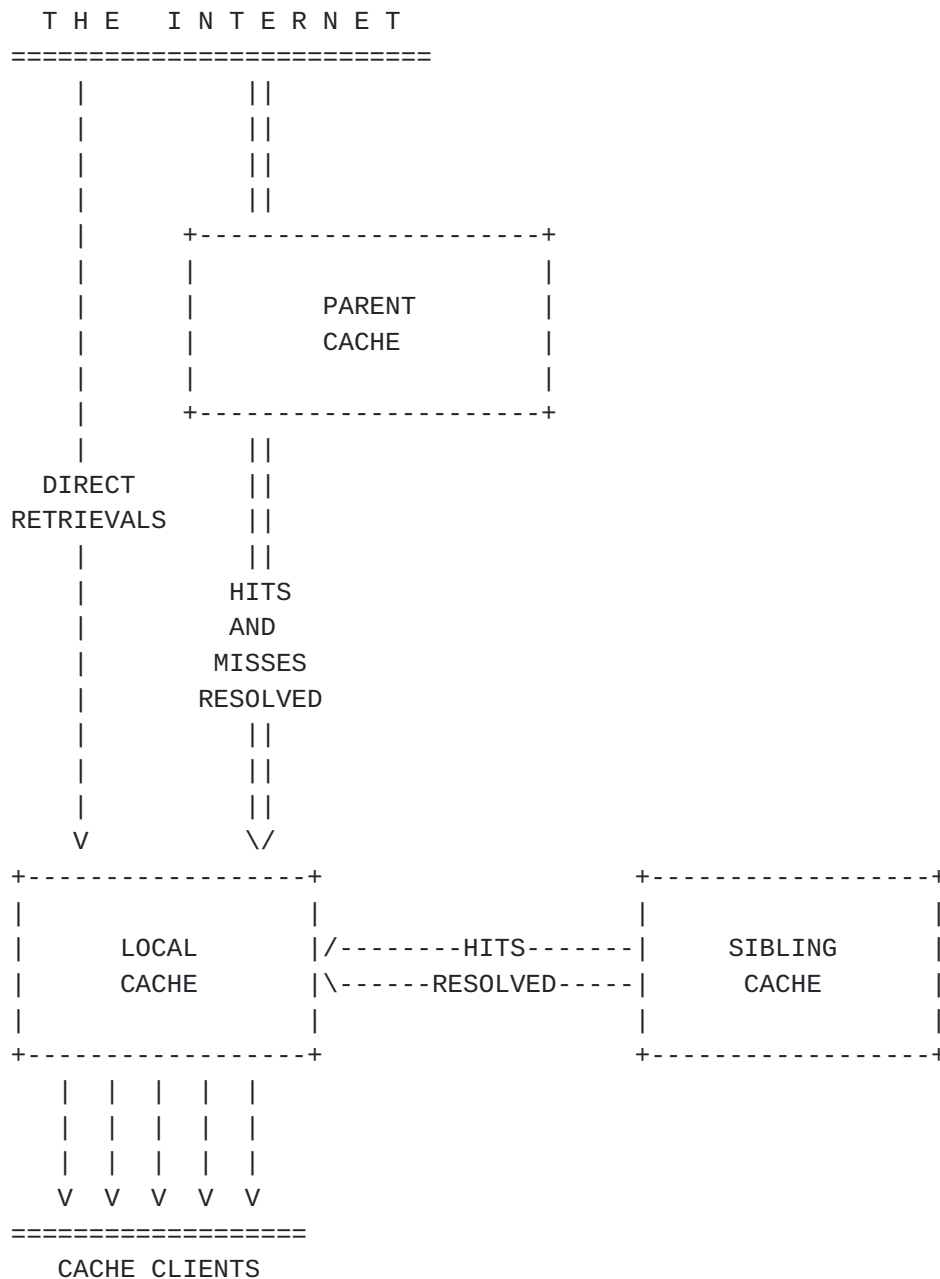 T H E   I N T E R N E T
PARENT
CACHE
DIRECT
RETRIEVALS
HITS
AND
MISSES
RESOLVED
LOCAL
CACHE
HITS
RESOLVED
SIBLING
CACHE
CACHE CLIENTS